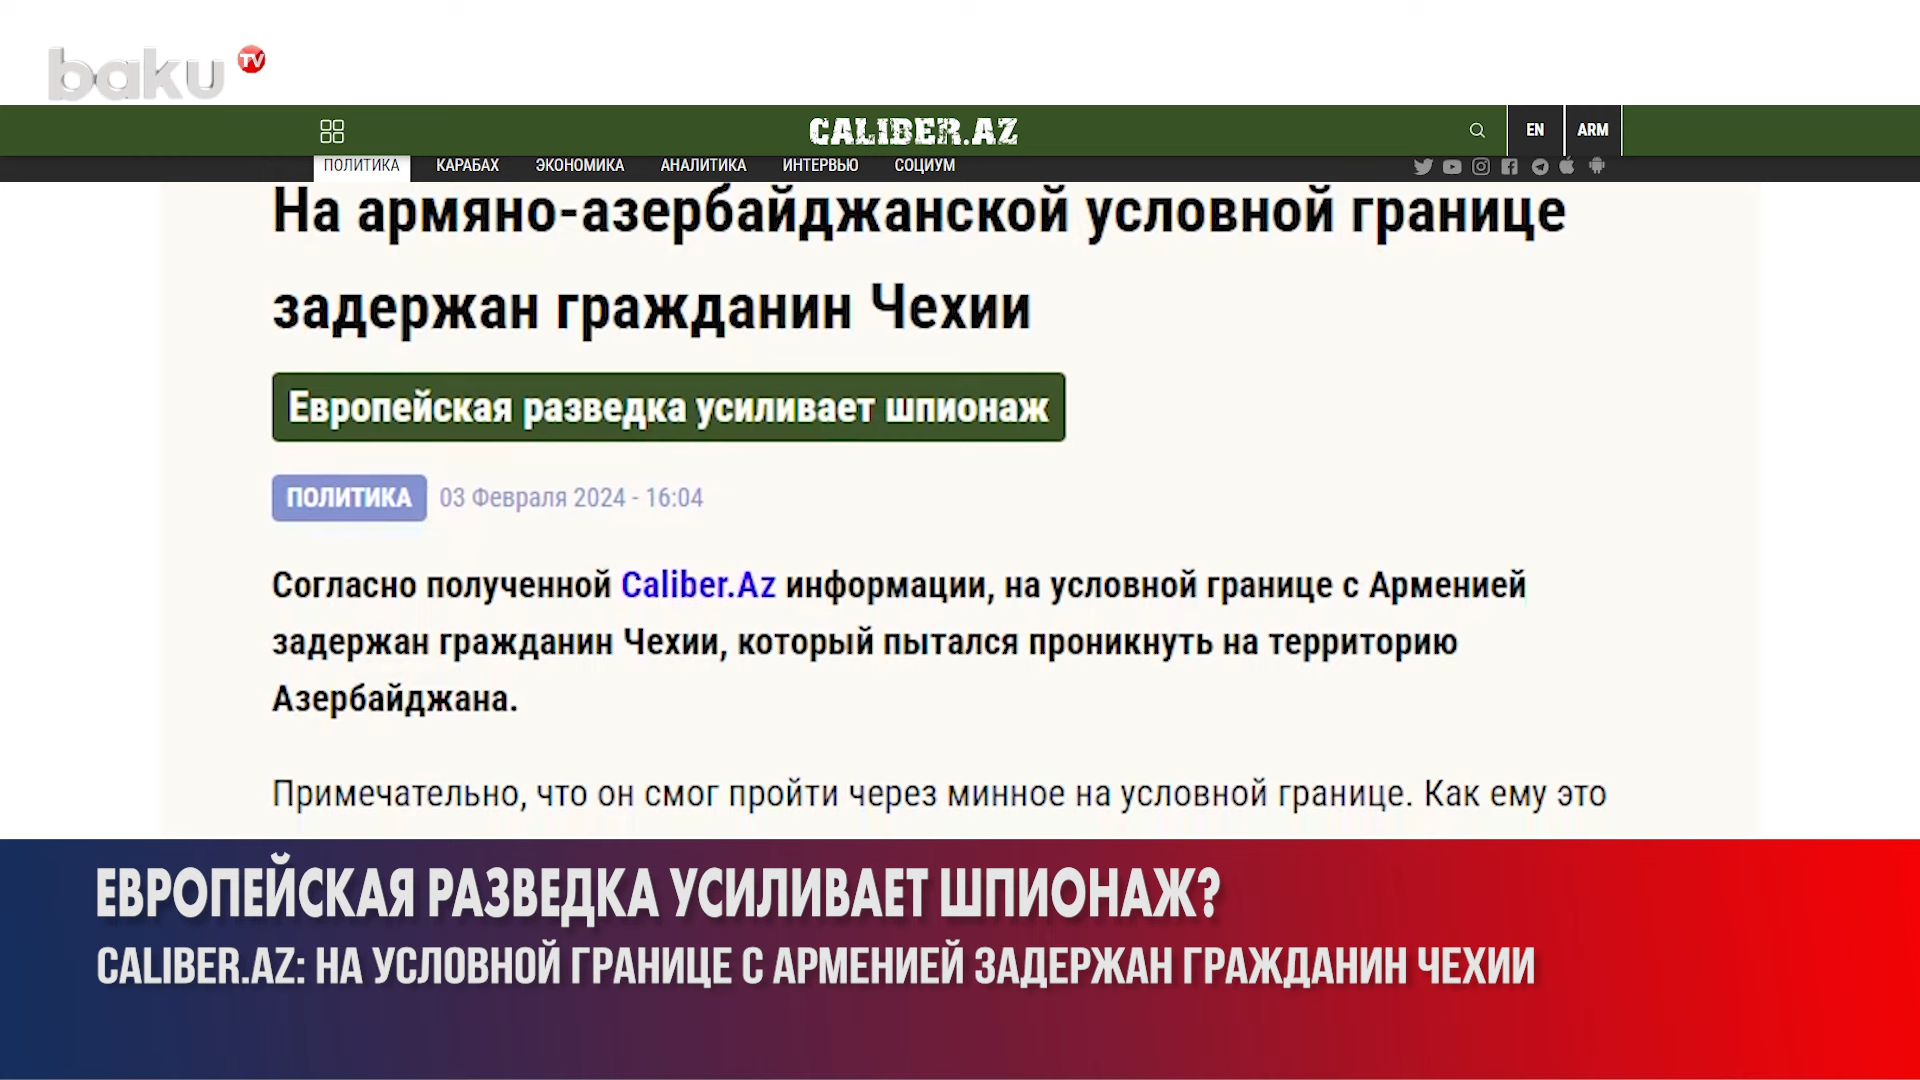 baku TV
CALIBER.AZ
EN ARM
ПОЛИТИКА КАРАБАХ ЭКОНОМИКА АНАЛИТИКА ИНТЕРВЬЮ СОЦИУМ
На армяно-азербайджанской условной границе
задержан гражданин Чехии
Европейская разведка усиливает шпионаж
ПОЛИТИКА 03 Февраля 2024 - 16:04
Согласно полученной Caliber.Az информации, на условной границе с Арменией
задержан гражданин Чехии, который пытался проникнуть на территорию
Азербайджана.
Примечательно, что он смог пройти через минное на условной границе. Как ему это
ЕВРОПЕЙСКАЯ РАЗВЕДКА УСИЛИВАЕТ ШПИОНАЖ?
CALIBER.AZ: НА УСЛОВНОЙ ГРАНИЦЕ С АРМЕНИЕЙ ЗАДЕРЖАН ГРАЖДАНИН ЧЕХИИ